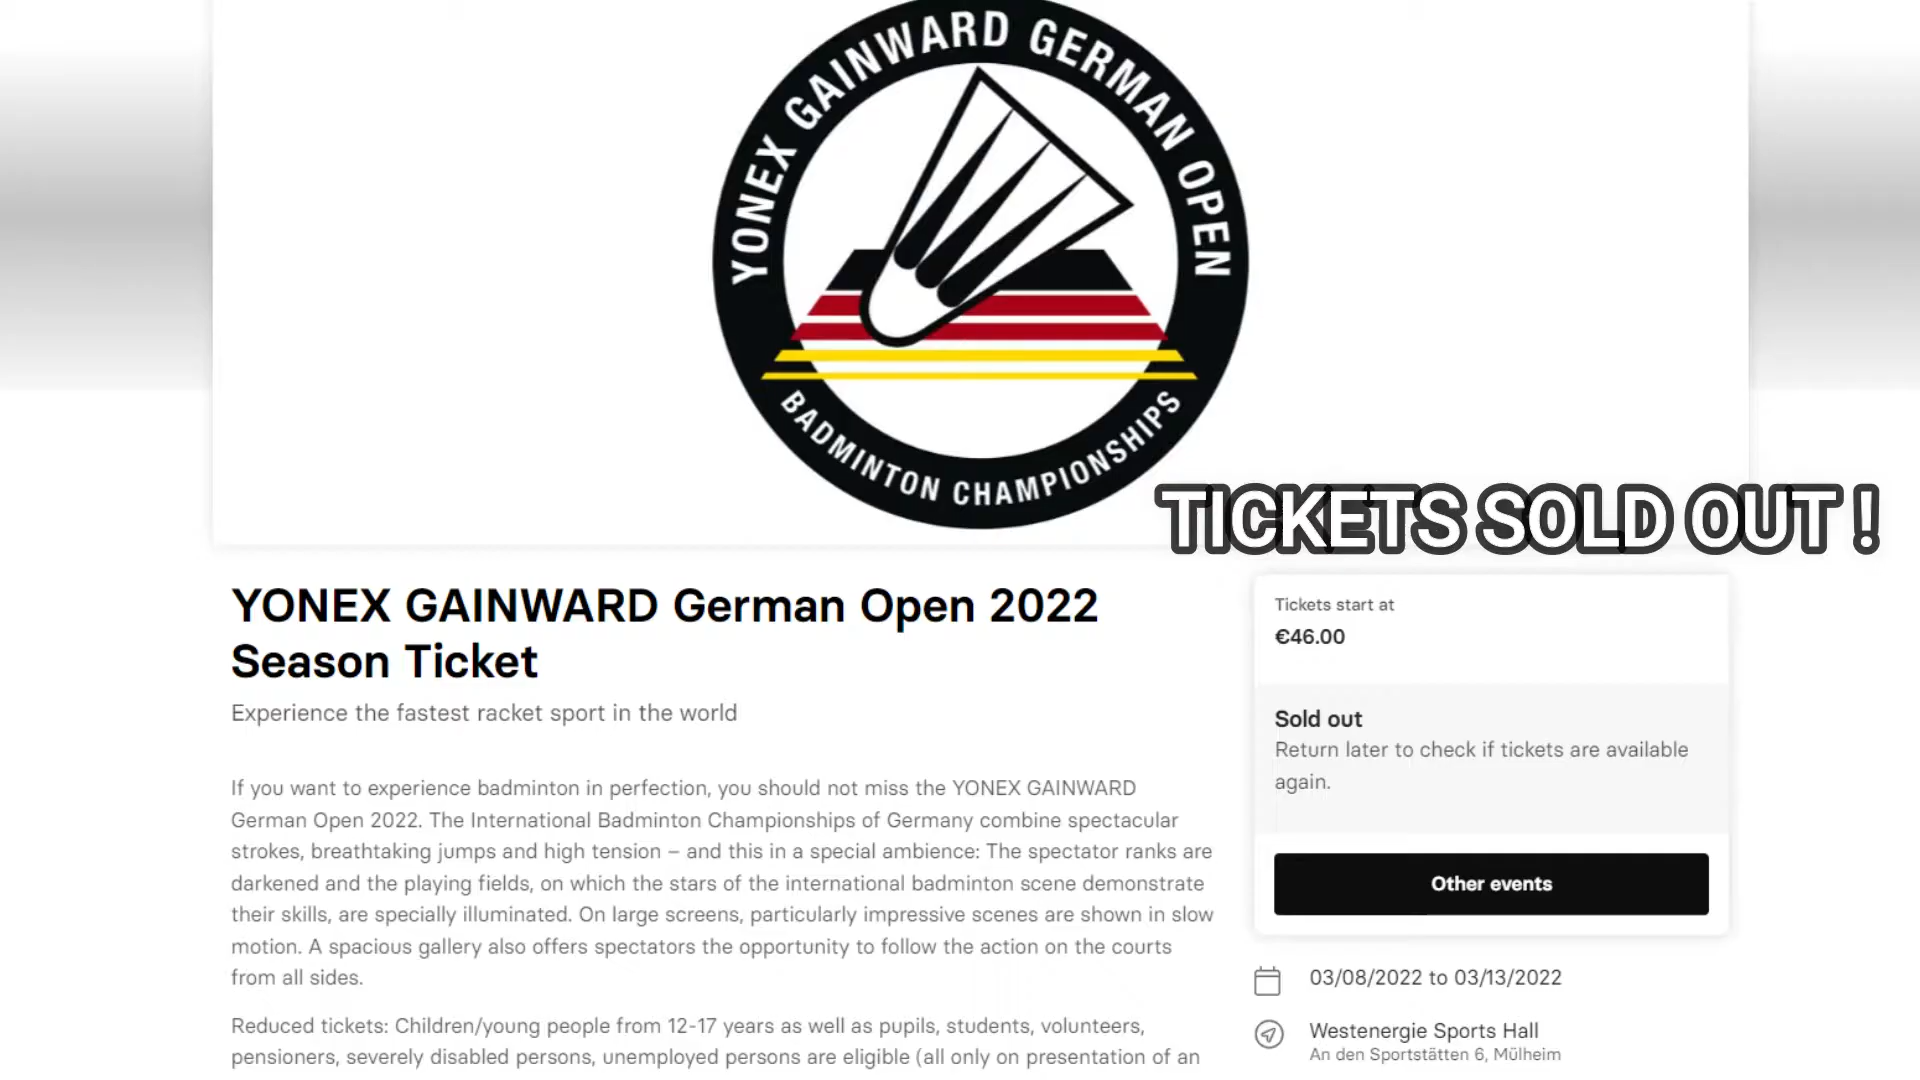 YONEX GAINWARD GERMAN OPEN
BADMINTON CHAMPIONSHIPS
TICKETS SOLD OUT !
YONEX GAINWARD German Open 2022
Season Ticket
Experience the fastest racket sport in the world
If you want to experience badminton in perfection, you should not miss the YONEX GAINWARD
German Open 2022. The International Badminton Championships of Germany combine spectacular
strokes, breathtaking jumps and high tension – and this in a special ambience: The spectator ranks are
darkened and the playing fields, on which the stars of the international badminton scene demonstrate
their skills, are specially illuminated. On large screens, particularly impressive scenes are shown in slow
motion. A spacious gallery also offers spectators the opportunity to follow the action on the courts
from all sides.
Reduced tickets: Children/young people from 12-17 years as well as pupils, students, volunteers,
pensioners, severely disabled persons, unemployed persons are eligible (all only on presentation of an
Tickets start at
€46.00
Sold out
Return later to check if tickets are available
again.
Other events
03/08/2022 to 03/13/2022
Westenergie Sports Hall
An den Sportstätten 6, Mülheim